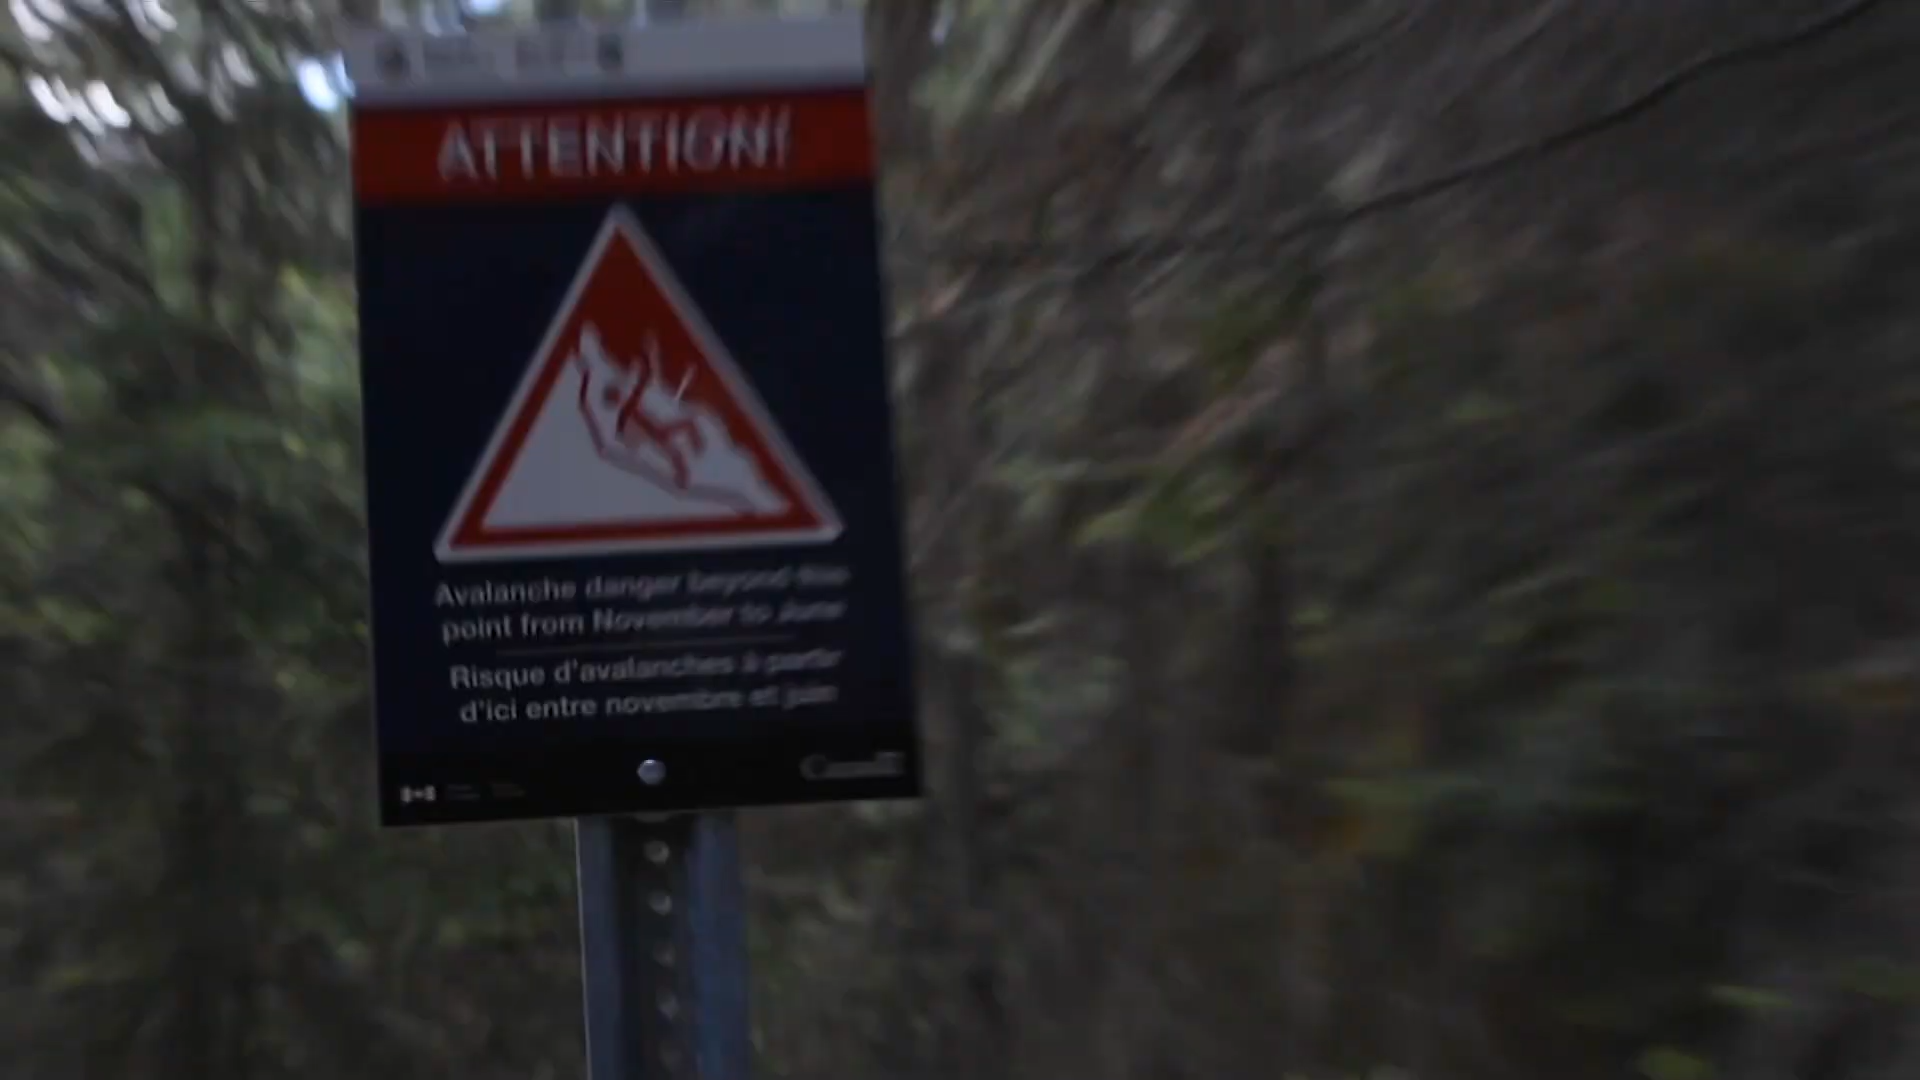 ATTENTION!
Avalanche danger beyond this
point from November to June
Risque d'avalanches à partir
d'ici entre novembre et juin
Canada